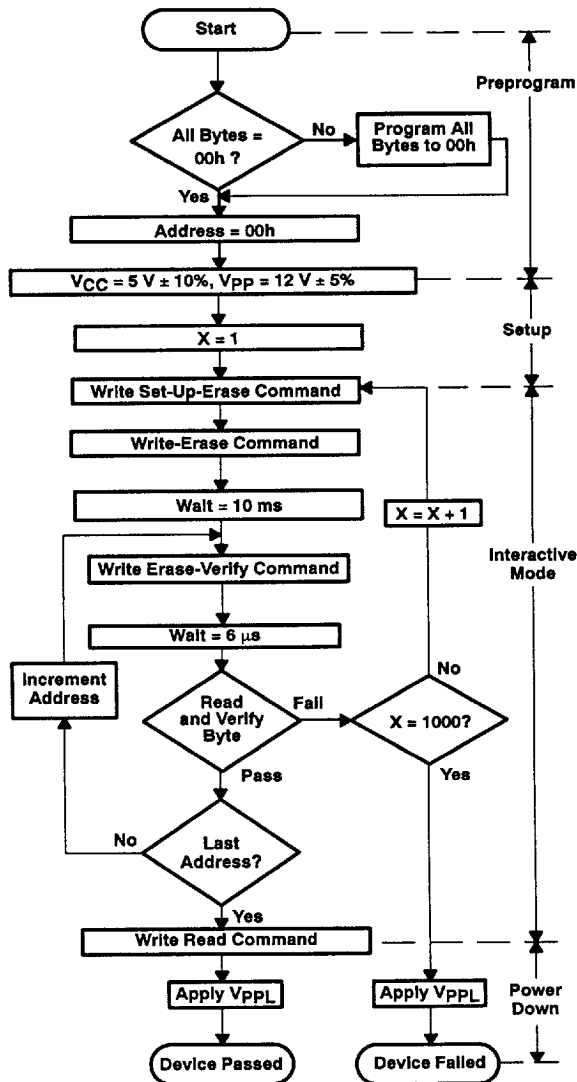 Start
Preprogram
All Bytes =
00h ?
No
Program All
Bytes to 00h
Yes
Address = 00h
VCC = 5 V ± 10%, VPP = 12 V ± 5%
Setup
X = 1
Write Set-Up-Erase Command
Write-Erase Command
Wait = 10 ms
X = X + 1
Interactive
Mode
Write Erase-Verify Command
Wait = 6 µs
Increment
Address
Read
and Verify
Byte
Fail
No
X = 1000?
Pass
Yes
No
Last
Address?
Yes
Write Read Command
Apply VPPL
Apply VPPL
Power
Down
Device Passed
Device Failed